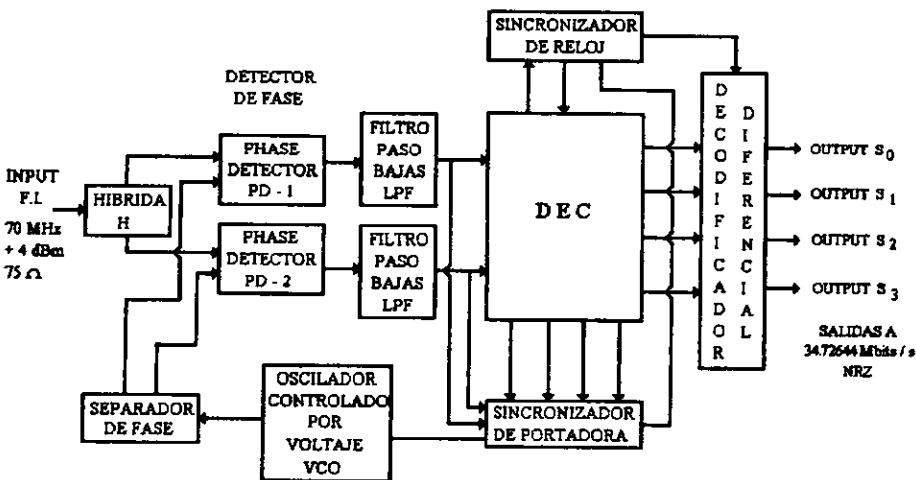 SINCRONIZADOR
DE RELOJ
DETECTOR
DE FASE
PHASE
DETECTOR
PD - 1
FILTRO
PASO
BAJAS
LPF
INPUT
F.I.
70 MHz
+ 4 dBm
75 Ω
HIBRIDA
H
PHASE
DETECTOR
PD - 2
FILTRO
PASO
BAJAS
LPF
D E C
DECODIFICADOR
DIFERENCIAL
OUTPUT S0
OUTPUT S1
OUTPUT S2
OUTPUT S3
SALIDAS A
34.72644 Mbits / s
NRZ
SEPARADOR
DE FASE
OSCILADOR
CONTROLADO
POR
VOLTAJE
VCO
SINCRONIZADOR
DE PORTADORA